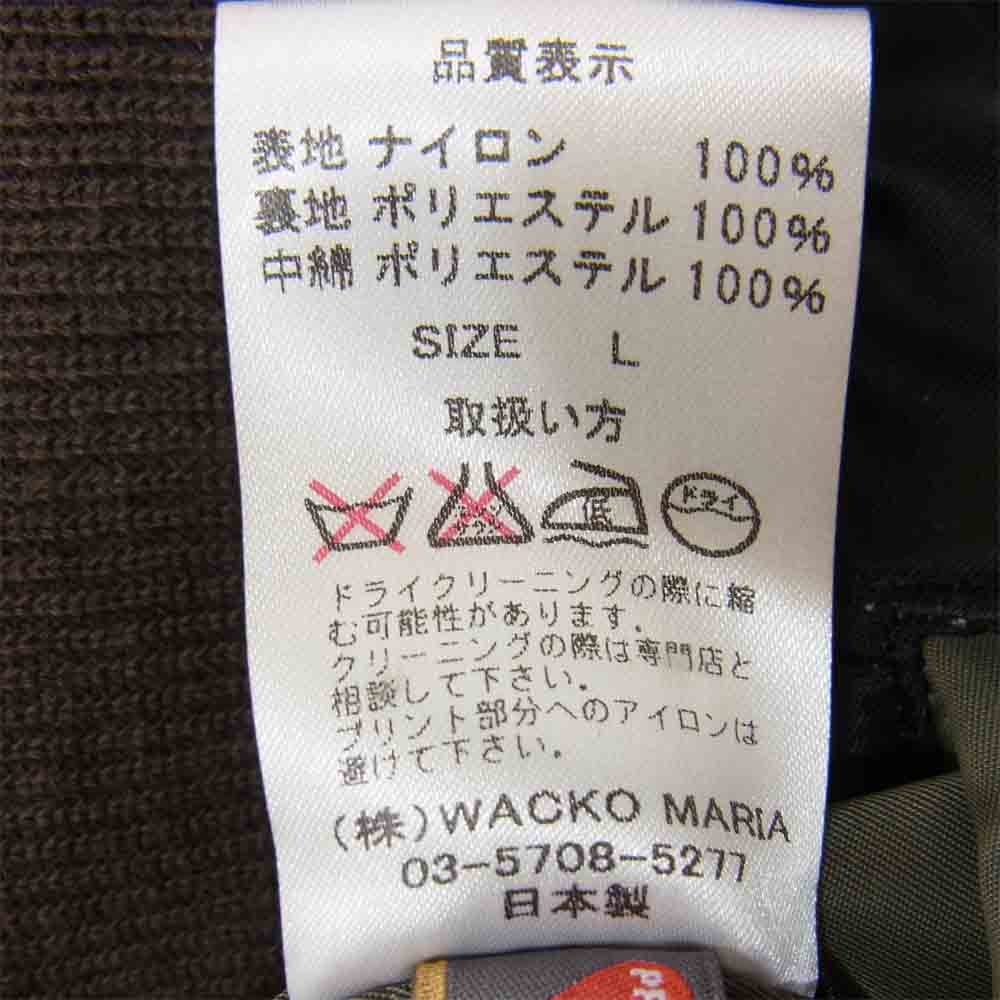 品質表示
表地 ナイロン 100%
裏地 ポリエステル 100%
中綿 ポリエステル 100%
SIZE L
取扱い方
低 ドライ
ドライクリーニングの際に縮
む可能性があります.
クリーニングの際は専門店と
相談して下さい.
プリント部分へのアイロンは
避けて下さい.
(株)WACKO MARIA
03-5708-5277
日本製